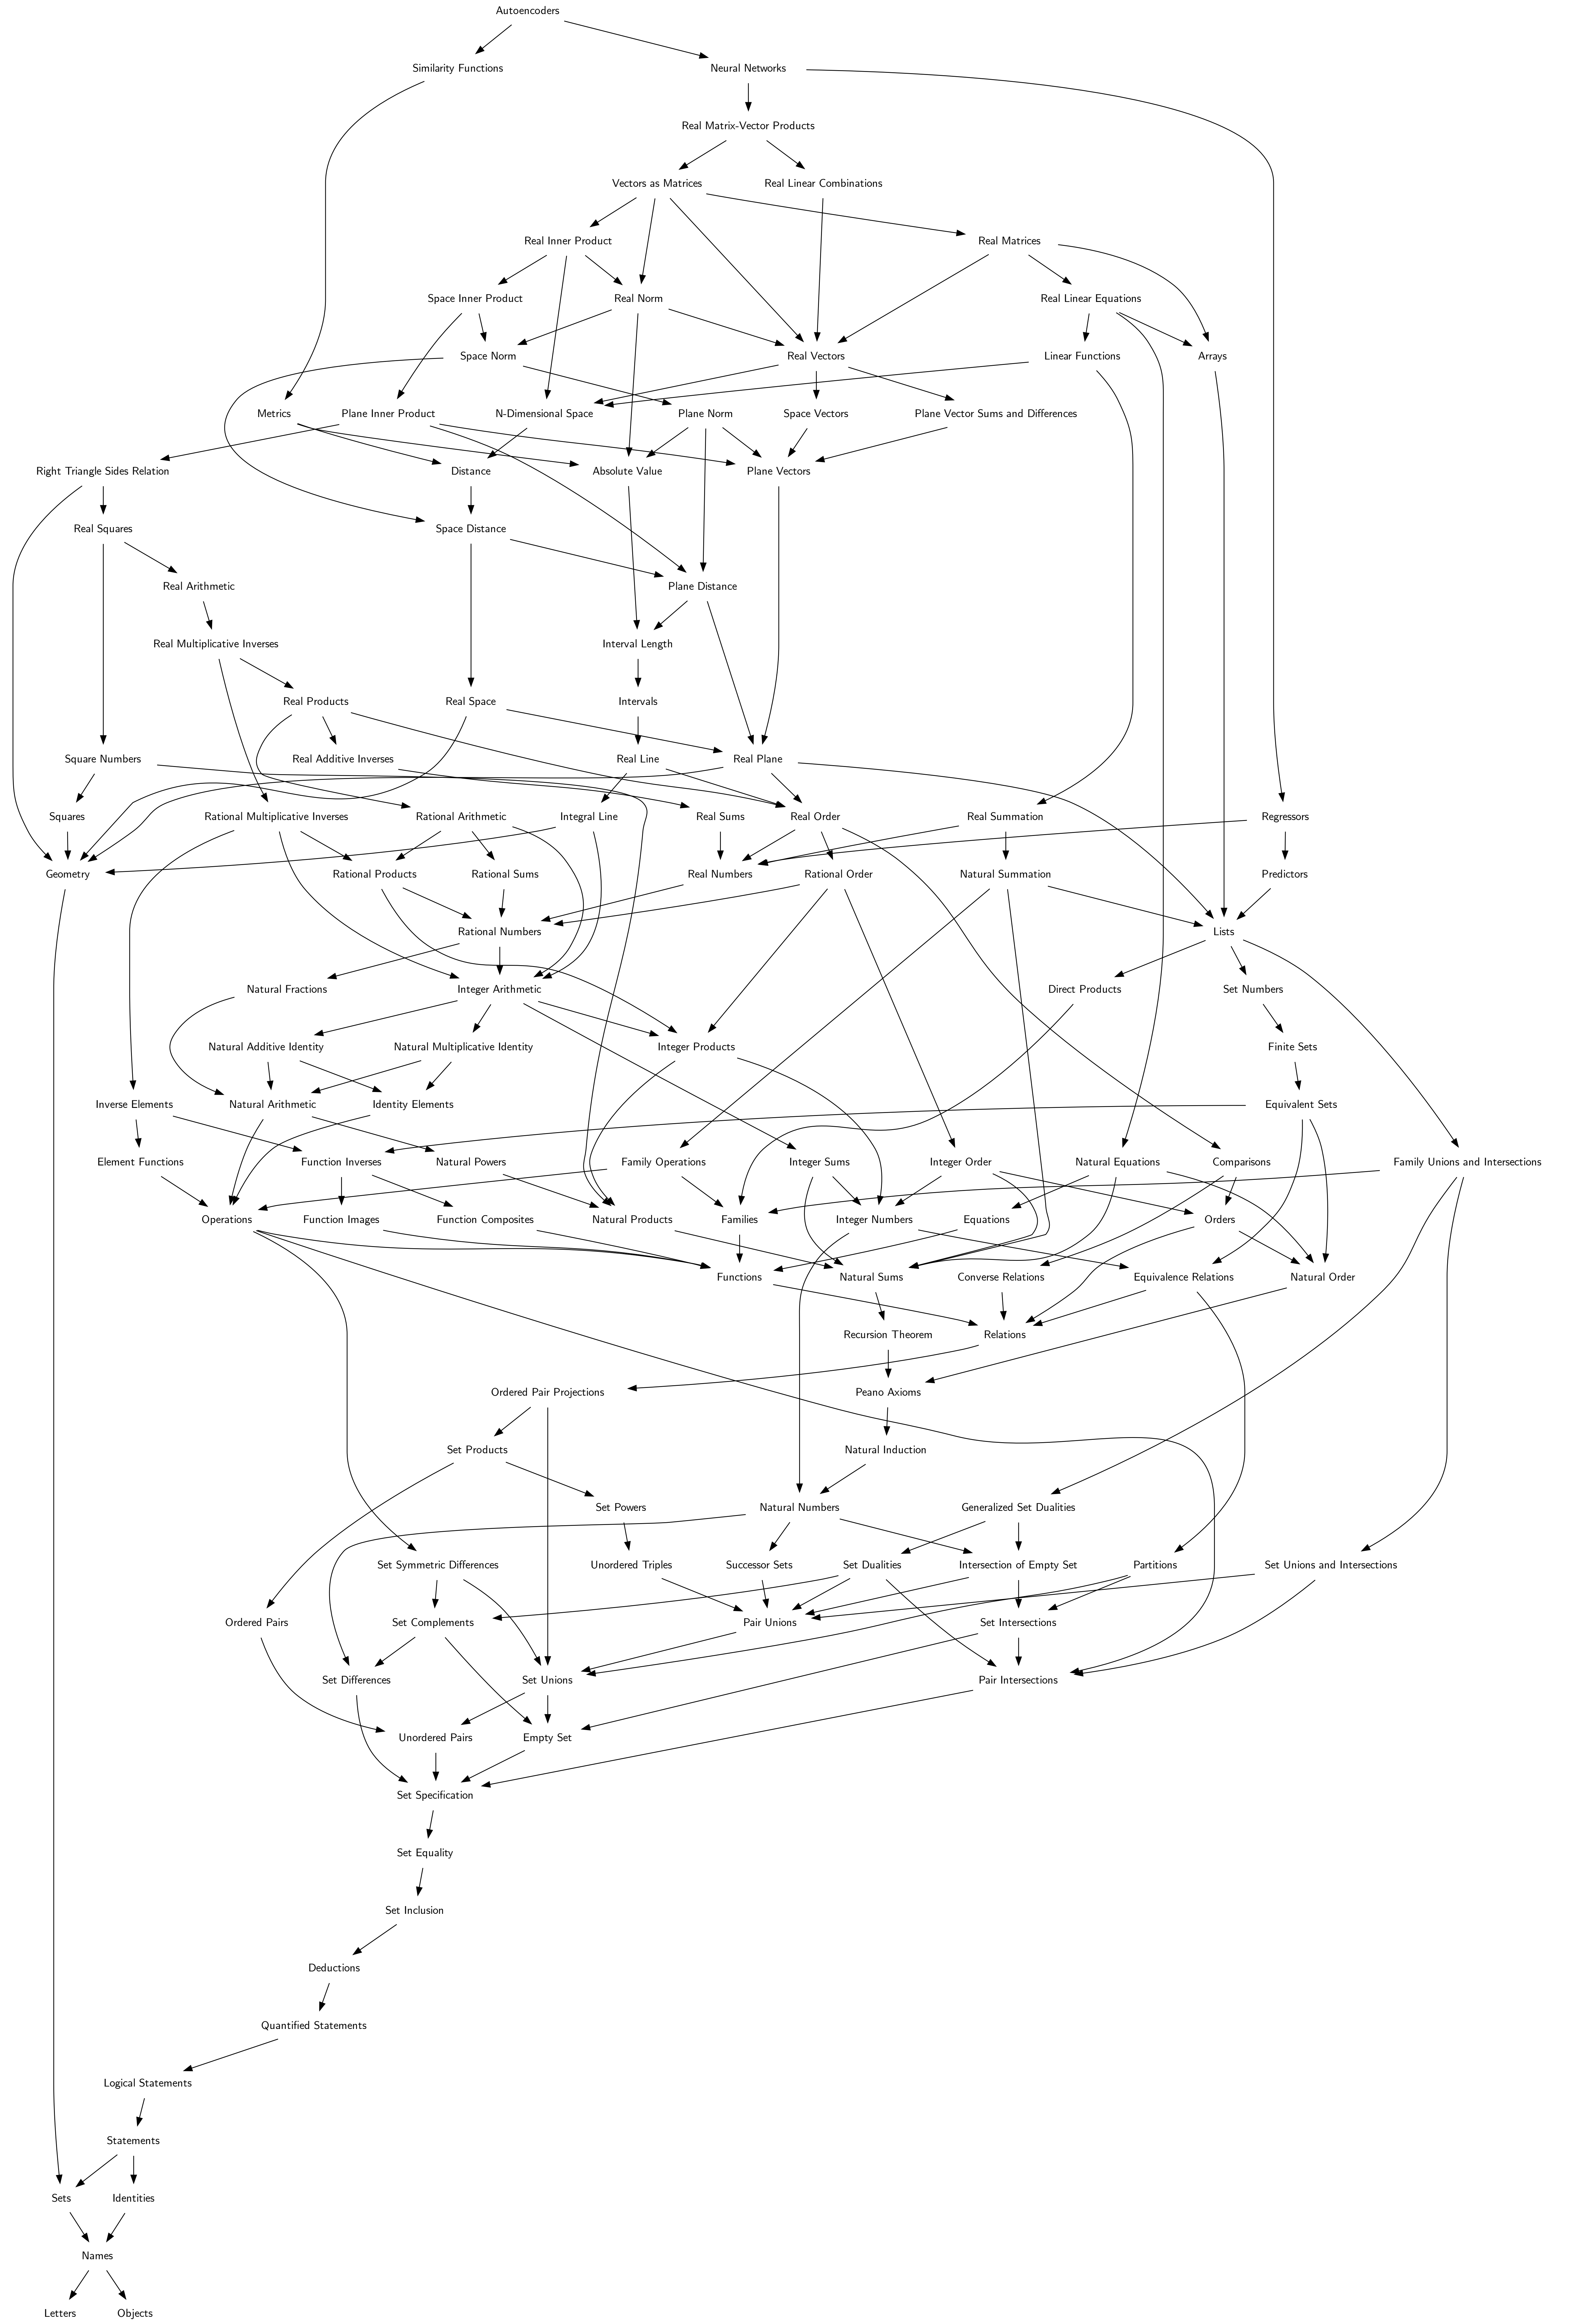 Autoencoders
Similarity Functions
Neural Networks
Real Matrix-Vector Products
Vectors as Matrices
Real Linear Combinations
Real Inner Product
Real Matrices
Space Inner Product
Real Norm
Real Linear Equations
Space Norm
Real Vectors
Linear Functions
Arrays
Metrics
Plane Inner Product
N-Dimensional Space
Plane Norm
Space Vectors
Plane Vector Sums and Differences
Right Triangle Sides Relation
Distance
Absolute Value
Plane Vectors
Real Squares
Space Distance
Real Arithmetic
Plane Distance
Real Multiplicative Inverses
Interval Length
Real Products
Real Space
Intervals
Square Numbers
Real Additive Inverses
Real Line
Real Plane
Squares
Rational Multiplicative Inverses
Rational Arithmetic
Integral Line
Real Sums
Real Order
Real Summation
Regressors
Geometry
Rational Products
Rational Sums
Real Numbers
Rational Order
Natural Summation
Predictors
Rational Numbers
Lists
Natural Fractions
Integer Arithmetic
Direct Products
Set Numbers
Natural Additive Identity
Natural Multiplicative Identity
Integer Products
Finite Sets
Inverse Elements
Natural Arithmetic
Identity Elements
Equivalent Sets
Element Functions
Function Inverses
Natural Powers
Family Operations
Integer Sums
Integer Order
Natural Equations
Comparisons
Family Unions and Intersections
Operations
Function Images
Function Composites
Natural Products
Families
Integer Numbers
Equations
Orders
Functions
Natural Sums
Converse Relations
Equivalence Relations
Natural Order
Recursion Theorem
Relations
Ordered Pair Projections
Peano Axioms
Set Products
Natural Induction
Set Powers
Natural Numbers
Generalized Set Dualities
Set Symmetric Differences
Unordered Triples
Successor Sets
Set Dualities
Intersection of Empty Set
Partitions
Set Unions and Intersections
Ordered Pairs
Set Complements
Pair Unions
Set Intersections
Set Differences
Set Unions
Pair Intersections
Unordered Pairs
Empty Set
Set Specification
Set Equality
Set Inclusion
Deductions
Quantified Statements
Logical Statements
Statements
Sets
Identities
Names
Letters
Objects